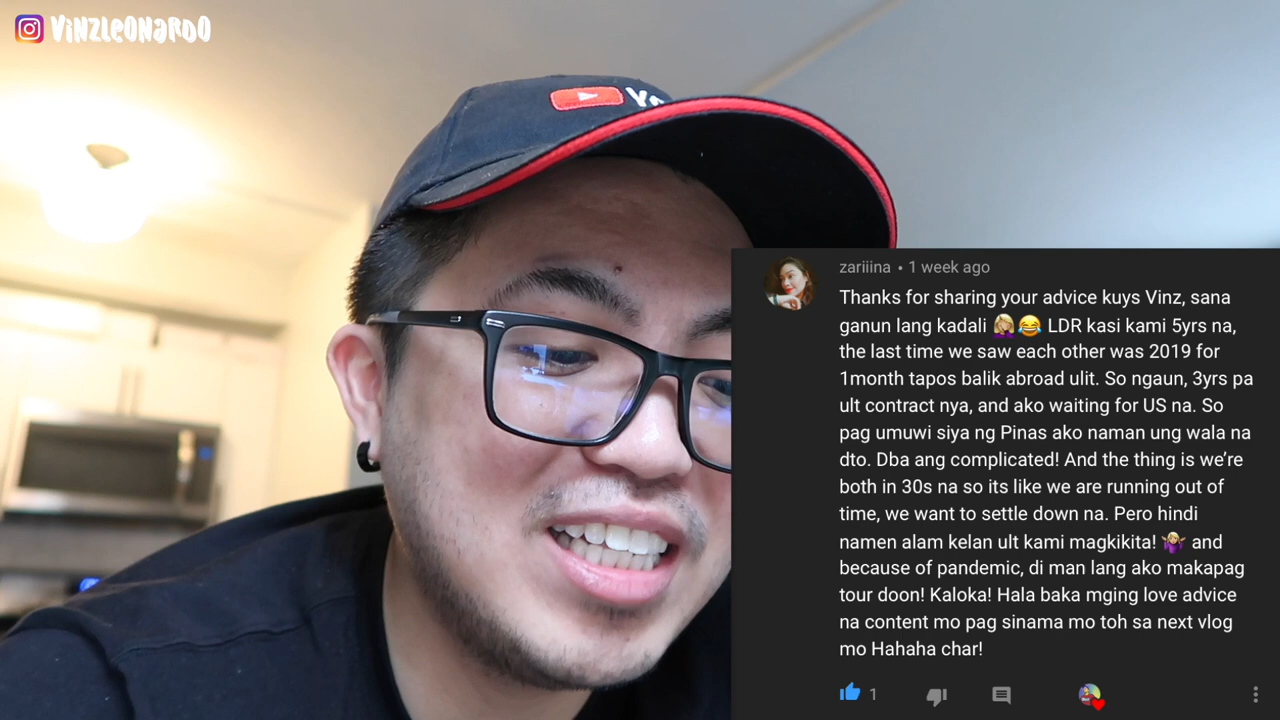 VINZLEONARDO
zariiina • 1 week ago
Thanks for sharing your advice kuys Vinz, sana
ganun lang kadali 🤦🏼‍♀️😂 LDR kasi kami 5yrs na,
the last time we saw each other was 2019 for
1month tapos balik abroad ulit. So ngaun, 3yrs pa
ult contract nya, and ako waiting for US na. So
pag umuwi siya ng Pinas ako naman ung wala na
dto. Dba ang complicated! And the thing is we’re
both in 30s na so its like we are running out of
time, we want to settle down na. Pero hindi
namen alam kelan ult kami magkikita! 🤷🏼‍♀️ and
because of pandemic, di man lang ako makapag
tour doon! Kaloka! Hala baka mging love advice
na content mo pag sinama mo toh sa next vlog
mo Hahaha char!
1